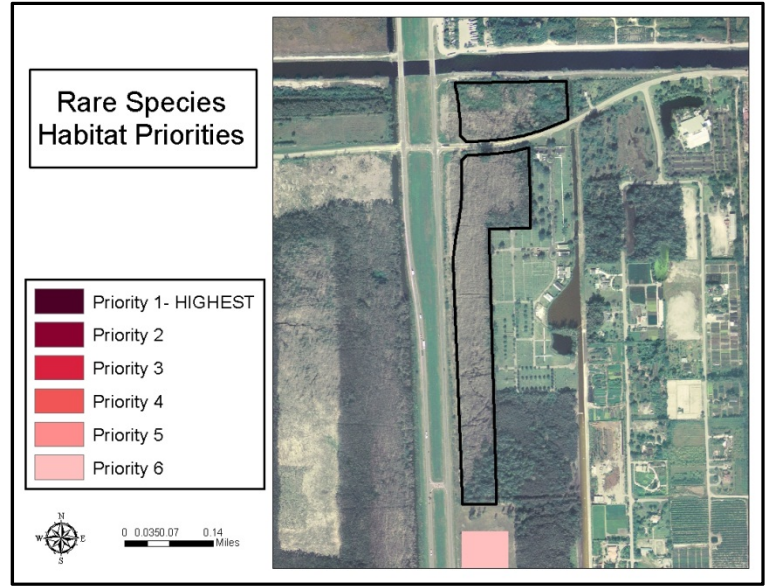 Rare Species
Habitat Priorities
Priority 1- HIGHEST
Priority 2
Priority 3
Priority 4
Priority 5
Priority 6
N
W E
S
0 0.0350.07 0.14
Miles